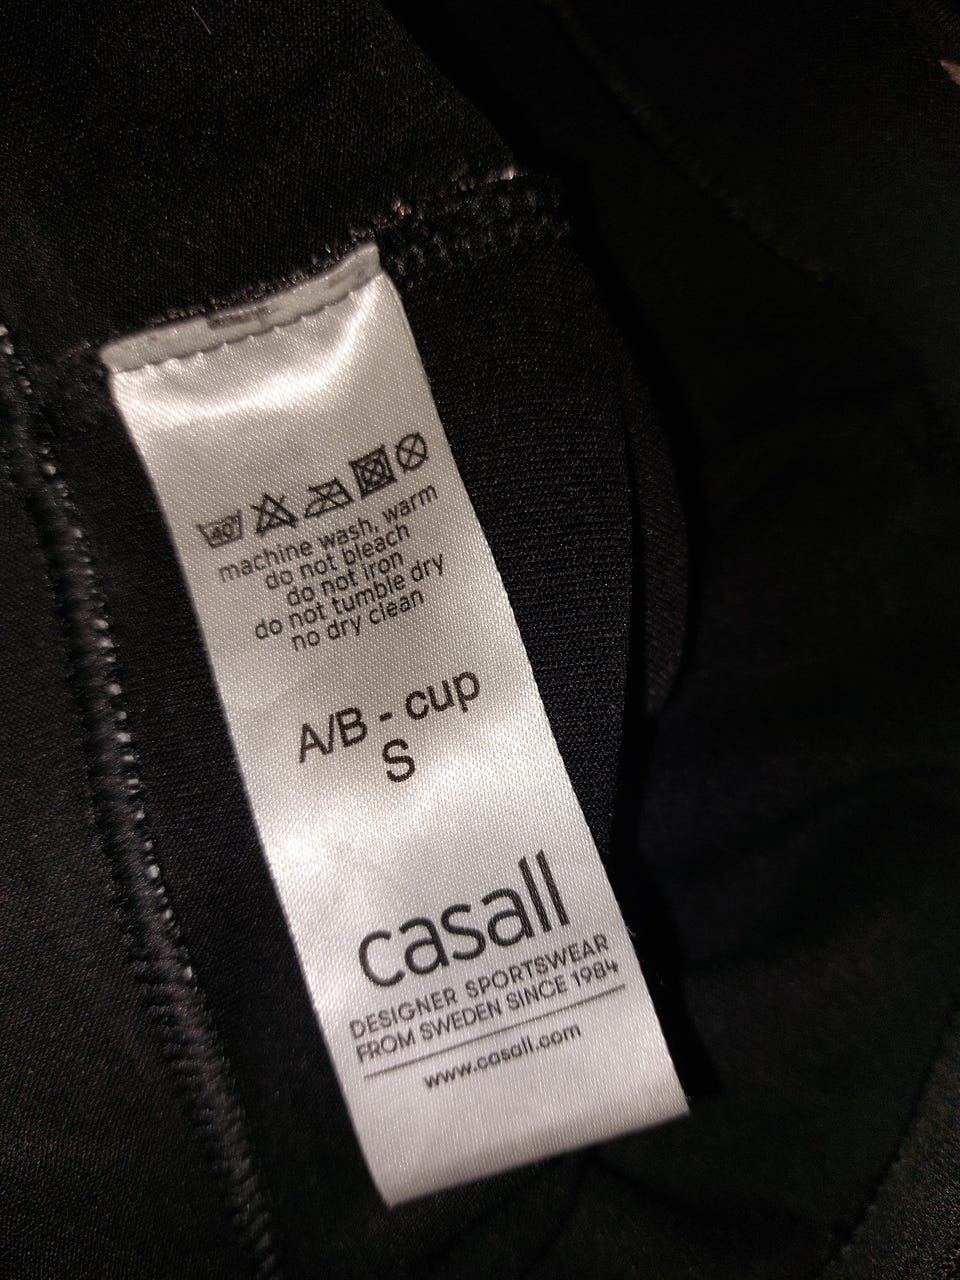 40
machine wash, warm
do not bleach
do not iron
do not tumble dry
no dry clean
A/B - cup
S
casall
DESIGNER SPORTSWEAR
FROM SWEDEN SINCE 1984
www.casall.com